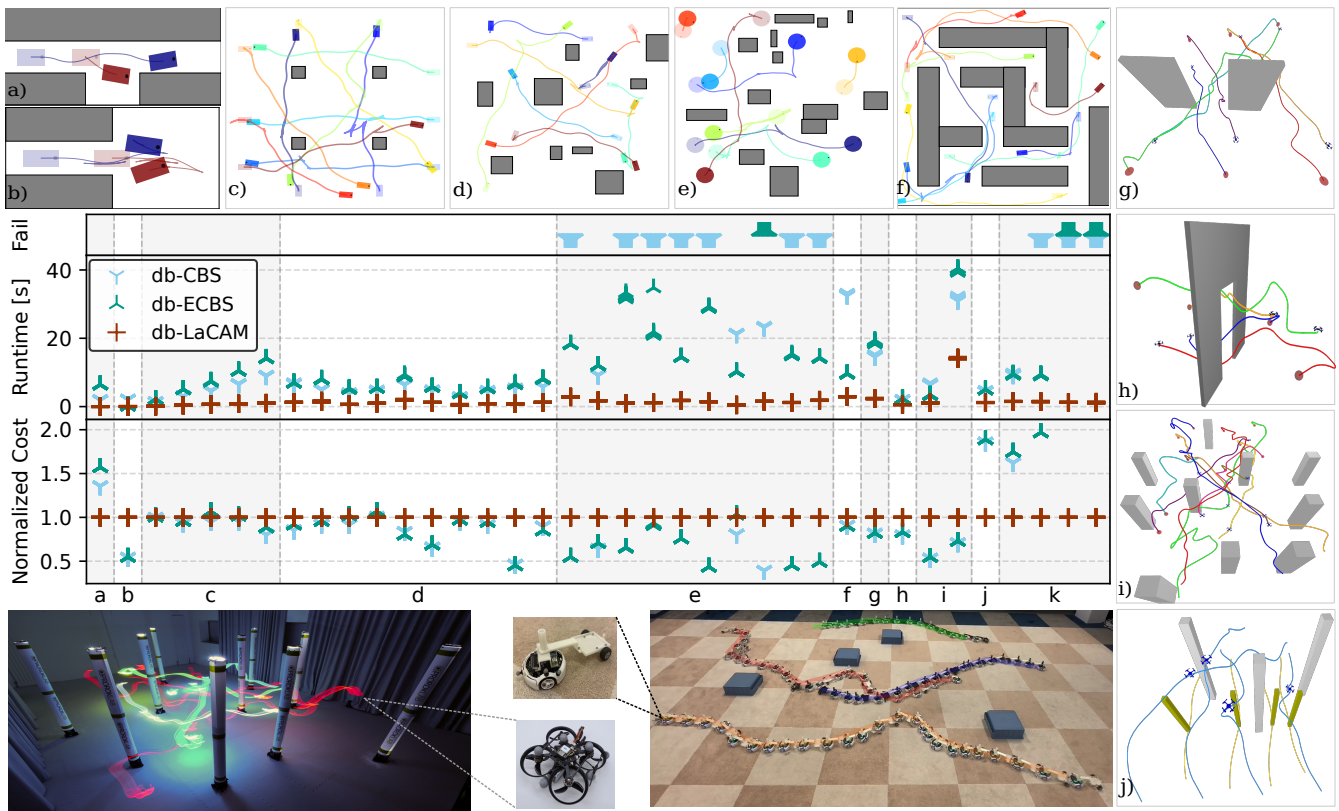 a)
b)
c)
d)
e)
f)
g)
Fail
Runtime [s]
40
20
0
db-CBS
db-ECBS
db-LaCAM
h)
Normalized Cost
2.0
1.5
1.0
0.5
a b c d e f g h i j k
i)
j)